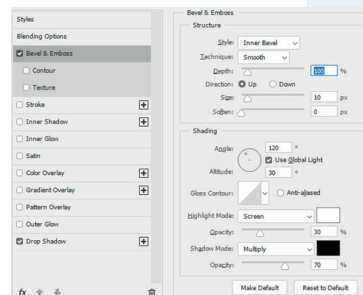 Styles
Blending Options
Bevel & Emboss
Contour
Texture
Stroke
Inner Shadow
Inner Glow
Satin
Color Overlay
Gradient Overlay
Pattern Overlay
Outer Glow
Drop Shadow
fx
Bevel & Emboss
Structure
Style: Inner Bevel
Technique: Smooth
Depth: 100 %
Direction: Up Down
Size: 10 px
Soften: 0 px
Shading
Angle: 120 °
Use Global Light
Altitude: 30 °
Gloss Contour: Anti-aliased
Highlight Mode: Screen
Opacity: 30 %
Shadow Mode: Multiply
Opacity: 70 %
Make Default Reset to Default